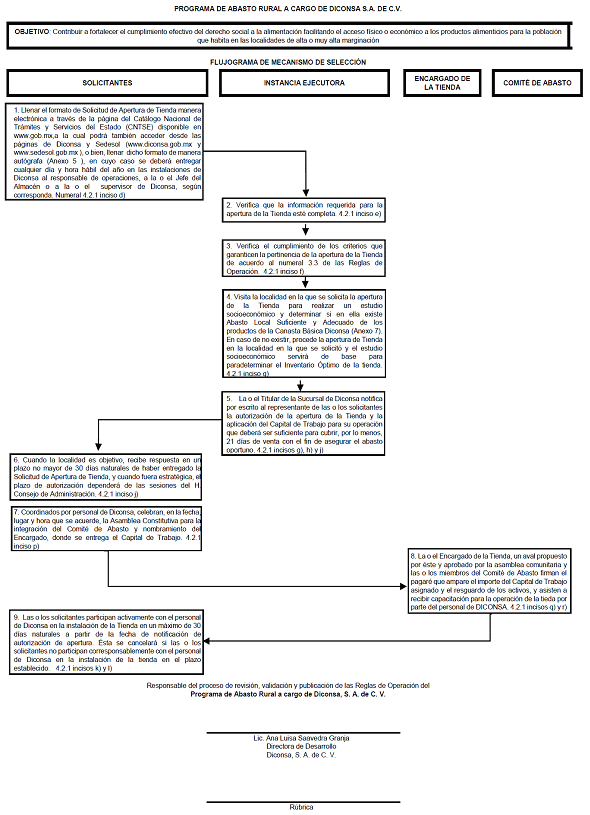 PROGRAMA DE ABASTO RURAL A CARGO DE DICONSA S.A. DE C.V.
OBJETIVO: Contribuir a fortalecer el cumplimiento efectivo del derecho social a la alimentación facilitando el acceso físico o económico a los productos alimenticios para la población
que habita en las localidades de alta o muy alta marginación
FLUJOGRAMA DE MECANISMO DE SELECCIÓN
SOLICITANTES
INSTANCIA EJECUTORA
ENCARGADO DE
LA TIENDA
COMITÉ DE ABASTO
1. Llenar el formato de Solicitud de Apertura de Tienda manera
electrónica a través de la página del Catálogo Nacional de
Trámites y Servicios del Estado (CNTSE) disponible en
www.gob.mx,a la cual podrá también acceder desde las
páginas de Diconsa y Sedesol (www.diconsa.gob.mx y
www.sedesol.gob.mx ), o bien, llenar dicho formato de manera
autógrafa (Anexo 5 ), en cuyo caso se deberá entregar
cualquier día y hora hábil del año en las instalaciones de
Diconsa al responsable de operaciones, a la o el Jefe del
Almacén o a la o el supervisor de Diconsa, según
corresponda. Numeral 4.2.1 inciso d)
2. Verifica que la información requerida para la
apertura de la Tienda esté completa. 4.2.1 inciso e)
3. Verifica el cumplimiento de los criterios que
garanticen la pertinencia de la apertura de la Tienda
de acuerdo al numeral 3.3 de las Reglas de
Operación. 4.2.1 inciso f)
4. Visita la localidad en la que se solicita la apertura
de la Tienda para realizar un estudio
socioeconómico y determinar si en ella existe
Abasto Local Suficiente y Adecuado de los
productos de la Canasta Básica Diconsa (Anexo 7).
En caso de no existir, procede la apertura de Tienda
en la localidad en la que se solicitó y el estudio
socioeconómico servirá de base para
paradeterminar el Inventario Óptimo de la tienda.
4.2.1 inciso g)
5. La o el Titular de la Sucursal de Diconsa notifica
por escrito al representante de las o los solicitantes
la autorización de la apertura de la Tienda y la
aplicación del Capital de Trabajo para su operación
que deberá ser suficiente para cubrir, por lo menos,
21 días de venta con el fin de asegurar el abasto
oportuno. 4.2.1 incisos g), h) y j)
6. Cuando la localidad es objetivo, recibe respuesta en un
plazo no mayor de 30 días naturales de haber entregado la
Solicitud de Apertura de Tienda, y cuando fuera estratégica, el
plazo de autorización dependerá de las sesiones del H.
Consejo de Administración. 4.2.1 inciso j)
7. Coordinados por personal de Diconsa, celebran, en la fecha,
lugar y hora que se acuerde, la Asamblea Constitutiva para la
integración del Comité de Abasto y nombramiento del
Encargado, donde se entrega el Capital de Trabajo. 4.2.1
inciso p)
8. La o el Encargado de la Tienda, un aval propuesto
por éste y aprobado por la asamblea comunitaria y
las o los miembros del Comité de Abasto firman el
pagaré que ampare el importe del Capital de Trabajo
asignado y el resguardo de los activos, y asisten a
recibir capacitación para la operación de la tieda por
parte del personal de DICONSA. 4.2.1 incisos q) y r)
9. Las o los solicitantes participan activamente con el personal
de Diconsa en la instalación de la Tienda en un máximo de 30
días naturales a partir de la fecha de notificación de
autorización de apertura. Ésta se cancelará si las o los
solicitantes no participan corresponsablemente con el personal
de Diconsa en la instalación de la tienda en el plazo
establecido. 4.2.1 incisos k) y l)
Responsable del proceso de revisión, validación y publicación de las Reglas de Operación del
Programa de Abasto Rural a cargo de Diconsa, S. A. de C. V.
Lic. Ana Luisa Saavedra Granja
Directora de Desarrollo
Diconsa, S. A. de C. V.
Rúbrica